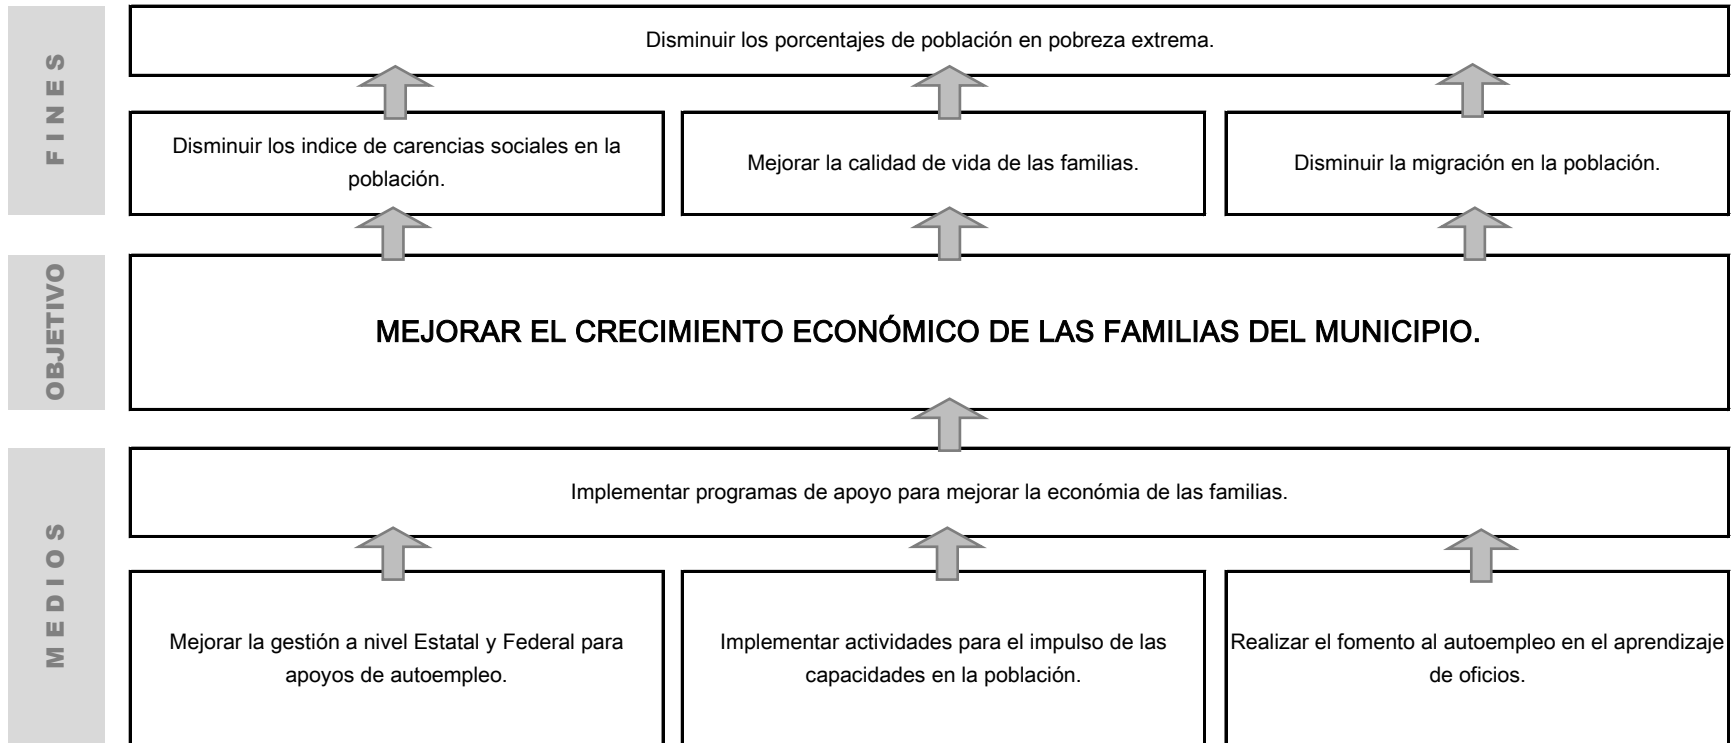 FINES
Disminuir los porcentajes de población en pobreza extrema.
Disminuir los indice de carencias sociales en la
población.
Mejorar la calidad de vida de las familias.
Disminuir la migración en la población.
OBJETIVO
MEJORAR EL CRECIMIENTO ECONÓMICO DE LAS FAMILIAS DEL MUNICIPIO.
MEDIOS
Implementar programas de apoyo para mejorar la económia de las familias.
Mejorar la gestión a nivel Estatal y Federal para
apoyos de autoempleo.
Implementar actividades para el impulso de las
capacidades en la población.
Realizar el fomento al autoempleo en el aprendizaje
de oficios.